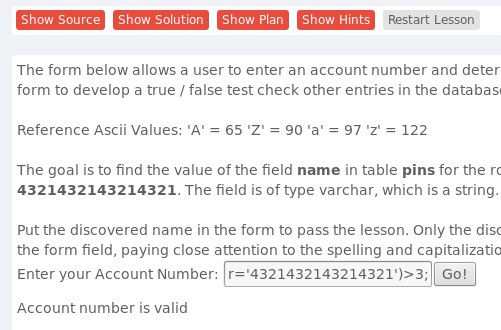 Show Source Show Solution Show Plan Show Hints Restart Lesson
The form below allows a user to enter an account number and deter
form to develop a true / false test check other entries in the database
Reference Ascii Values: 'A' = 65 'Z' = 90 'a' = 97 'z' = 122
The goal is to find the value of the field name in table pins for the ro
4321432143214321. The field is of type varchar, which is a string.
Put the discovered name in the form to pass the lesson. Only the disc
the form field, paying close attention to the spelling and capitalizatio
Enter your Account Number: r='4321432143214321')>3; Go!
Account number is valid